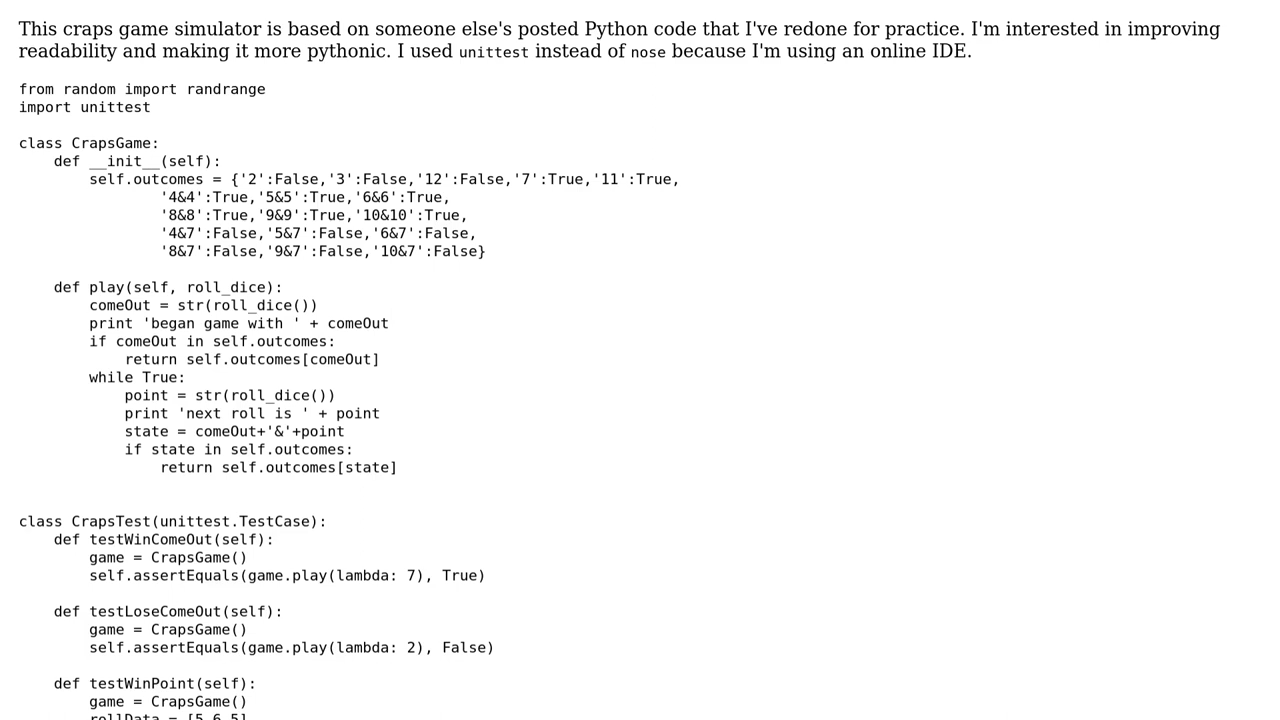 This craps game simulator is based on someone else's posted Python code that I've redone for practice. I'm interested in improving
readability and making it more pythonic. I used unittest instead of nose because I'm using an online IDE.
from random import randrange
import unittest
class CrapsGame:
    def __init__(self):
        self.outcomes = {'2':False,'3':False,'12':False,'7':True,'11':True,
                '4&4':True,'5&5':True,'6&6':True,
                '8&8':True,'9&9':True,'10&10':True,
                '4&7':False,'5&7':False,'6&7':False,
                '8&7':False,'9&7':False,'10&7':False}
    def play(self, roll_dice):
        comeOut = str(roll_dice())
        print 'began game with ' + comeOut
        if comeOut in self.outcomes:
            return self.outcomes[comeOut]
        while True:
            point = str(roll_dice())
            print 'next roll is ' + point
            state = comeOut+'&'+point
            if state in self.outcomes:
                return self.outcomes[state]
class CrapsTest(unittest.TestCase):
    def testWinComeOut(self):
        game = CrapsGame()
        self.assertEquals(game.play(lambda: 7), True)
    def testLoseComeOut(self):
        game = CrapsGame()
        self.assertEquals(game.play(lambda: 2), False)
    def testWinPoint(self):
        game = CrapsGame()
        rollData = [5,6,5]